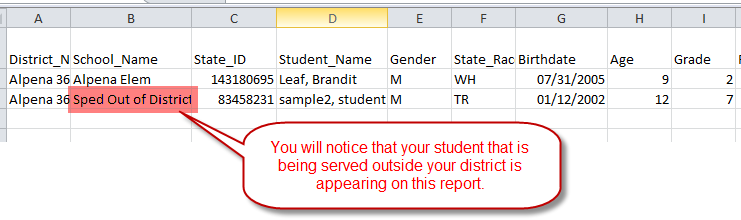 A B C D E F G H I
District_N School_Name State_ID Student_Name Gender State_Rac Birthdate Age Grade
Alpena 36 Alpena Elem 143180695 Leaf, Brandit M WH 07/31/2005 9 2
Alpena 36 Sped Out of District 83458231 sample2, student M TR 01/12/2002 12 7
You will notice that your student that is
being served outside your district is
appearing on this report.